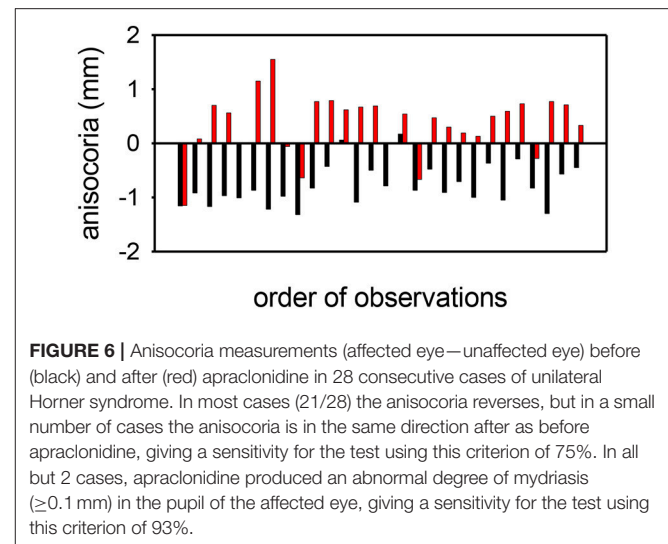 2
1
0
-1
-2
anisocoria (mm)
order of observations
FIGURE 6 | Anisocoria measurements (affected eye—unaffected eye) before
(black) and after (red) apraclonidine in 28 consecutive cases of unilateral
Horner syndrome. In most cases (21/28) the anisocoria reverses, but in a small
number of cases the anisocoria is in the same direction after as before
apraclonidine, giving a sensitivity for the test using this criterion of 75%. In all
but 2 cases, apraclonidine produced an abnormal degree of mydriasis
(≥0.1 mm) in the pupil of the affected eye, giving a sensitivity for the test using
this criterion of 93%.